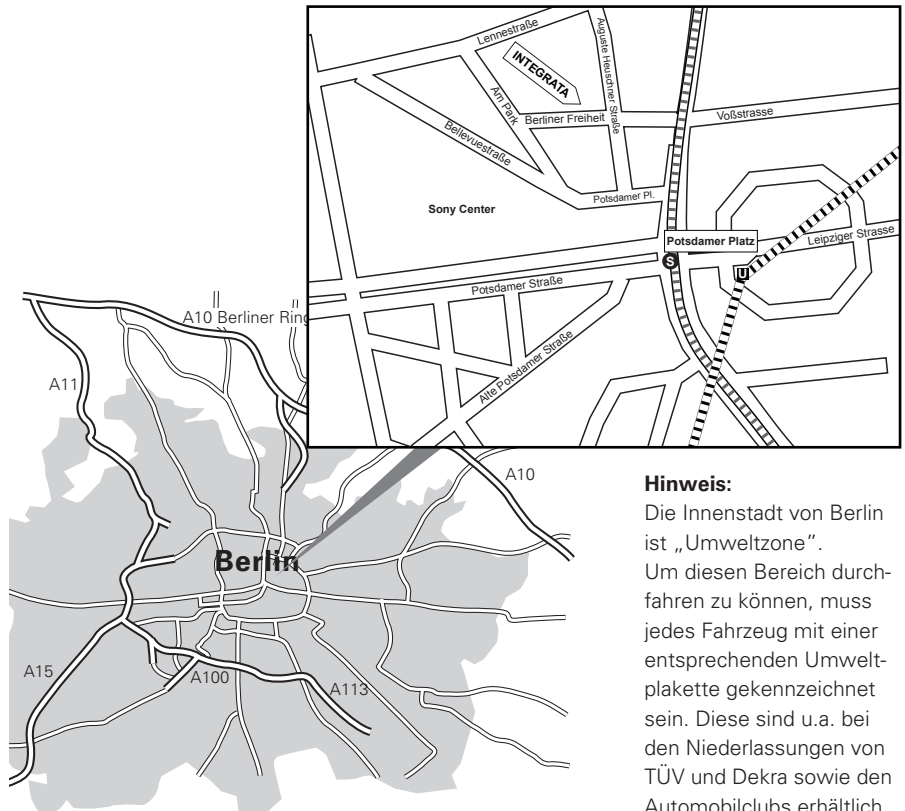 Lennestraße
Auguste Heuschner Straße
INTEGRATA
Am Park
Berliner Freiheit
Voßstrasse
Bellevuestraße
Potsdamer Pl.
Sony Center
Potsdamer Platz
Leipziger Strasse
S
U
Potsdamer Straße
Alte Potsdamer Straße
A10 Berliner Ring
A11
A10
Berlin
A15
A100
A113
Hinweis:
Die Innenstadt von Berlin
ist „Umweltzone”.
Um diesen Bereich durch-
fahren zu können, muss
jedes Fahrzeug mit einer
entsprechenden Umwelt-
plakette gekennzeichnet
sein. Diese sind u.a. bei
den Niederlassungen von
TÜV und Dekra sowie den
Automobilclubs erhältlich.